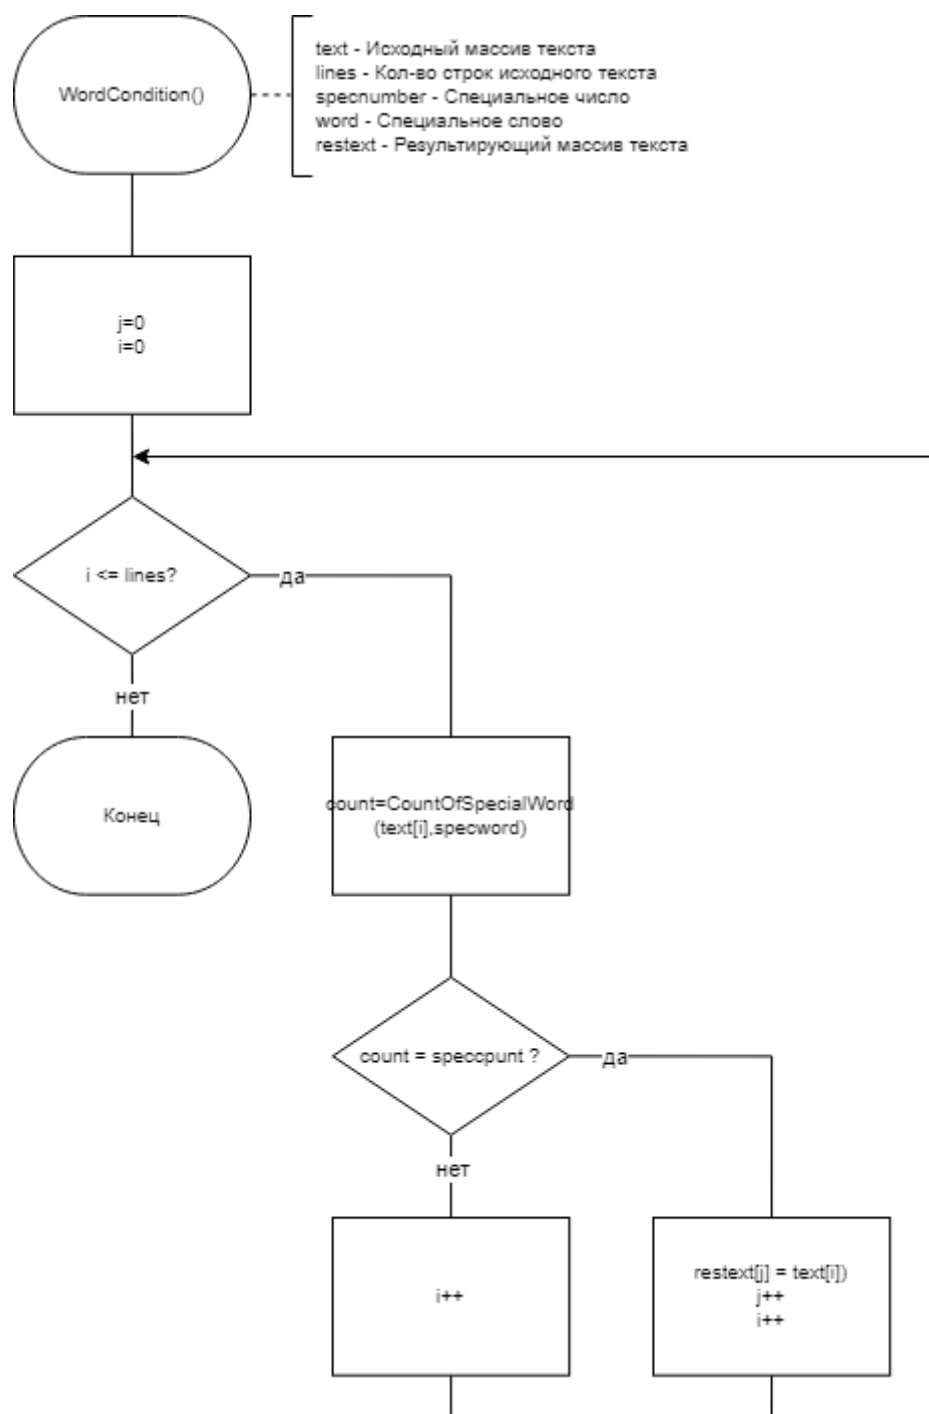 WordCondition()
text - Исходный массив текста
lines - Кол-во строк исходного текста
specnumber - Специальное число
word - Специальное слово
restext - Результирующий массив текста
j=0
i=0
i <= lines?
да
нет
Конец
count=CountOfSpecialWord
(text[i],specword)
count = speccpunt ?
да
нет
i++
restext[j] = text[i])
j++
i++